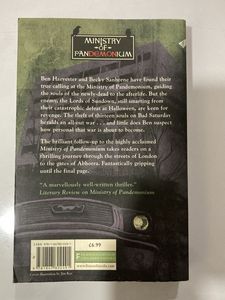 MINISTRY
OF
PANDEMONIUM
Ben Harvester and Becky Sanborne have found their
true calling at the Ministry of Pandemonium, guiding
the souls of the newly-dead to the afterlife. But the
enemy, the Lords of Sundown, still smarting from
their catastrophic defeat at Halloween, are keen for
revenge. The theft of thirteen souls on Bad Saturday
heralds an all-out war . . . and little does Ben suspect
how personal that war is about to become.
The brilliant follow-up to the highly acclaimed
Ministry of Pandemonium takes readers on a
thrilling journey through the streets of London
to the gates of Abhorra. Fantastically gripping
until the final page.
"A marvellously well-written thriller."
Literary Review on Ministry of Pandemonium
£6.99